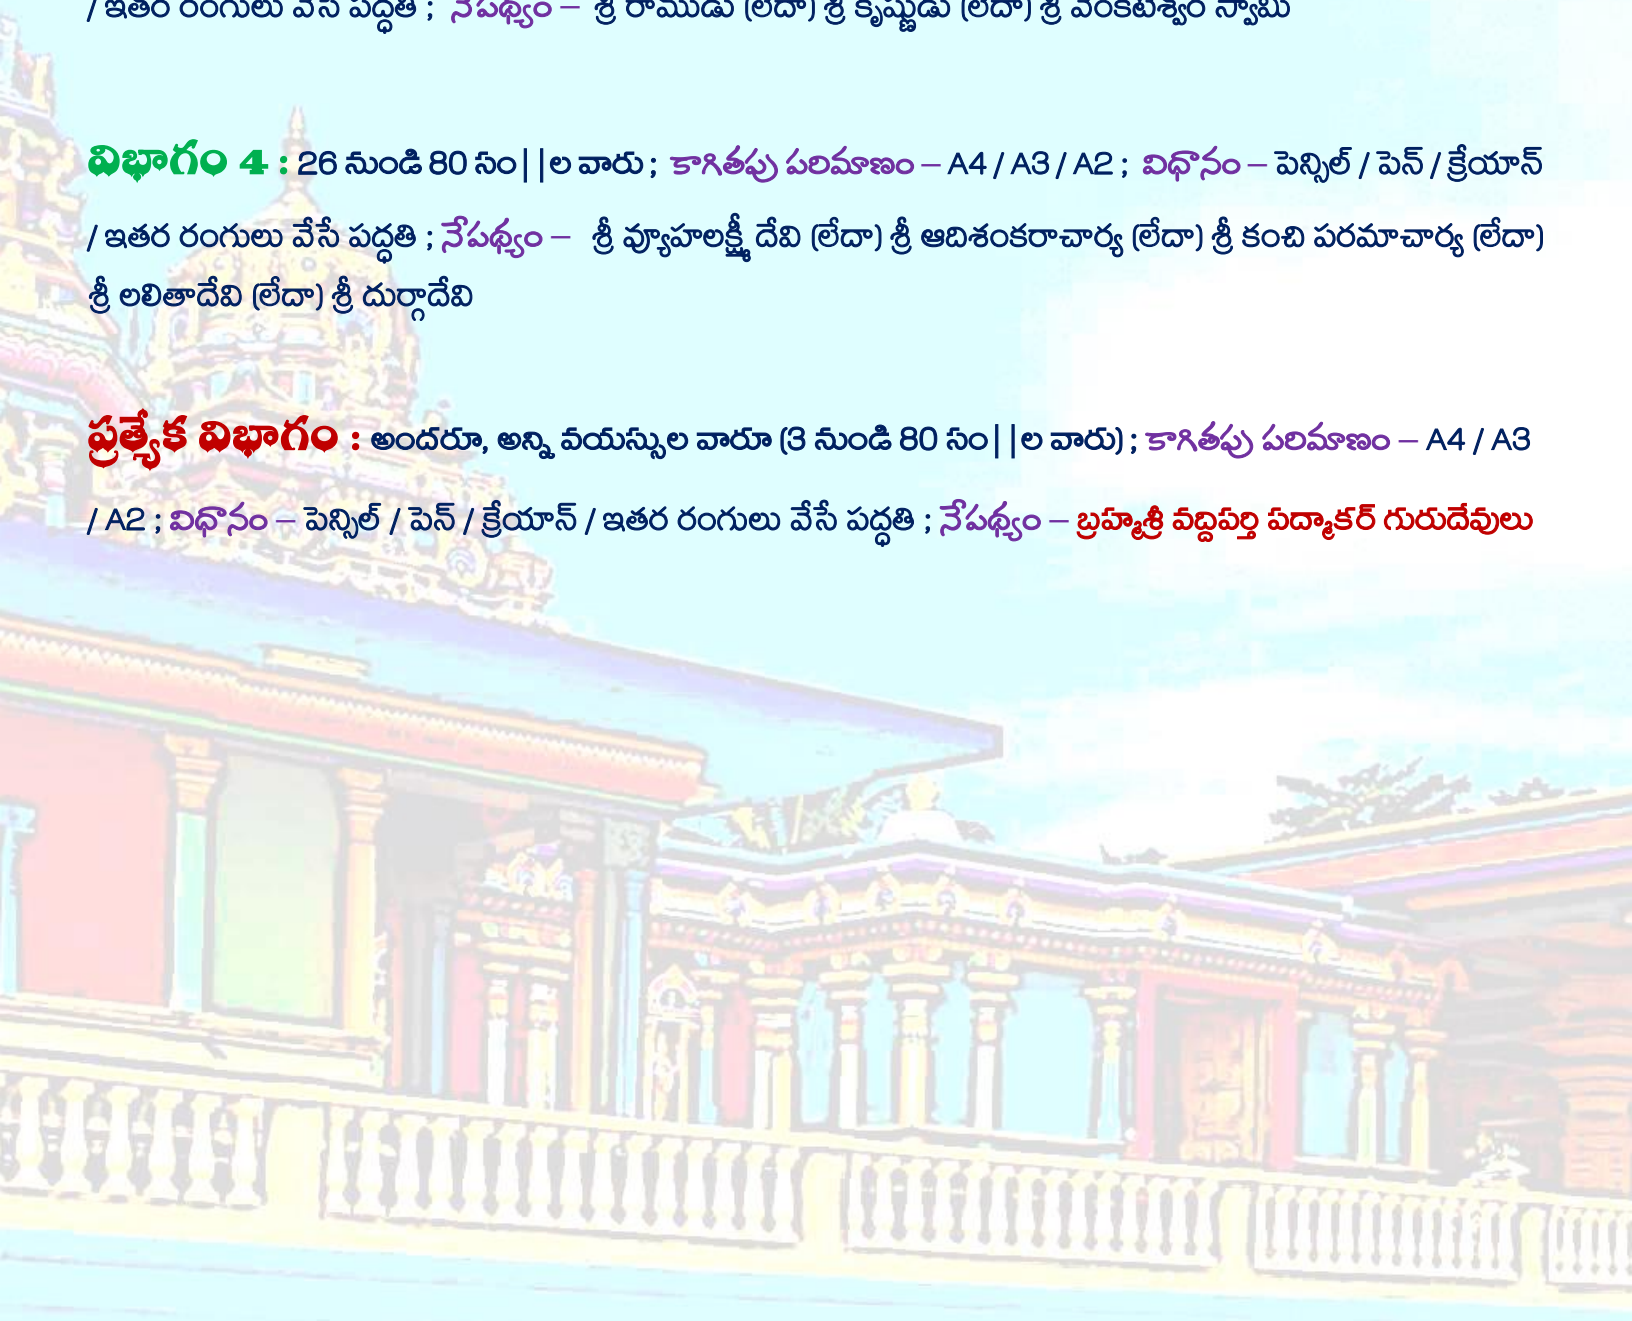 / ఇతర రంగులు వేసే పద్ధతి ; నేపథ్యం – శ్రీ రాముడు (లేదా) శ్రీ కృష్ణుడు (లేదా) శ్రీ వెంకటేశ్వర స్వామి
విభాగం 4 : 26 నుండి 80 సం||ల వారు ; కాగితపు పరిమాణం – A4 / A3 / A2 ; విధానం – పెన్సిల్ / పెన్ / క్రేయాన్
/ ఇతర రంగులు వేసే పద్ధతి ; నేపథ్యం – శ్రీ వ్యూహలక్ష్మీ దేవి (లేదా) శ్రీ ఆదిశంకరాచార్య (లేదా) శ్రీ కంచి పరమాచార్య (లేదా)
శ్రీ లలితాదేవి (లేదా) శ్రీ దుర్గాదేవి
ప్రత్యేక విభాగం : అందరూ, అన్ని వయస్సుల వారూ (3 నుండి 80 సం||ల వారు) ; కాగితపు పరిమాణం – A4 / A3
/ A2 ; విధానం – పెన్సిల్ / పెన్ / క్రేయాన్ / ఇతర రంగులు వేసే పద్ధతి ; నేపథ్యం – బ్రహ్మశ్రీ వద్దిపర్తి పద్మాకర్ గురుదేవులు